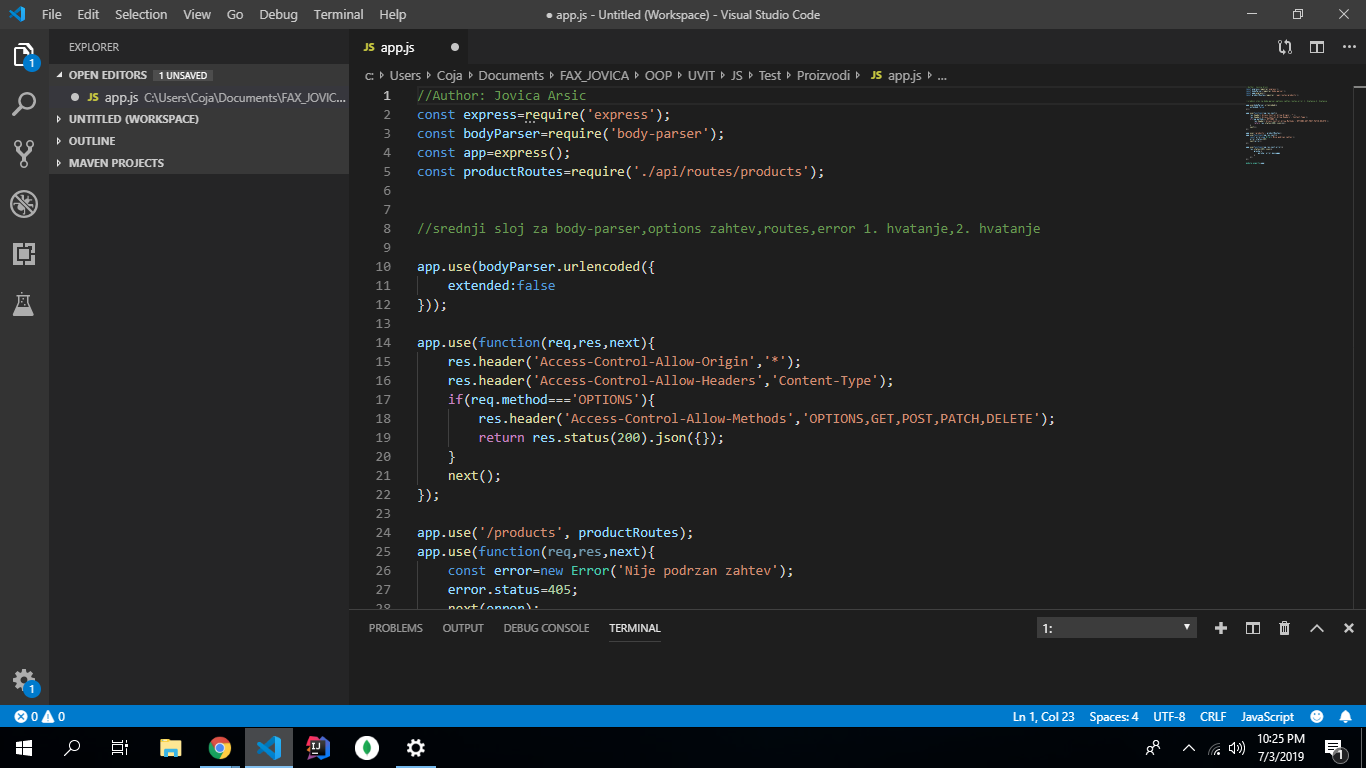 File Edit Selection View Go Debug Terminal Help
● app.js - Untitled (Workspace) - Visual Studio Code
EXPLORER
OPEN EDITORS 1 UNSAVED
JS app.js C:\Users\Coja\Documents\FAX_JOVIC...
UNTITLED (WORKSPACE)
OUTLINE
MAVEN PROJECTS
1
1
JS app.js
C: Users Coja Documents FAX_JOVICA OOP UVIT JS Test Proizvodi JS app.js ...
1 //Author: Jovica Arsic
2 const express=require('express');
3 const bodyParser=require('body-parser');
4 const app=express();
5 const productRoutes=require('./api/routes/products');
6
7
8 //srednji sloj za body-parser,options zahtev,routes,error 1. hvatanje,2. hvatanje
9
10 app.use(bodyParser.urlencoded({
11 extended:false
12 }));
13
14 app.use(function(req,res,next){
15 res.header('Access-Control-Allow-Origin','*');
16 res.header('Access-Control-Allow-Headers','Content-Type');
17 if(req.method==='OPTIONS'){
18 res.header('Access-Control-Allow-Methods','OPTIONS,GET,POST,PATCH,DELETE');
19 return res.status(200).json({});
20 }
21 next();
22 });
23
24 app.use('/products', productRoutes);
25 app.use(function(req,res,next){
26 const error=new Error('Nije podrzan zahtev');
27 error.status=405;
28 next(error);
PROBLEMS OUTPUT DEBUG CONSOLE TERMINAL
1:
0 0
Ln 1, Col 23 Spaces: 4 UTF-8 CRLF JavaScript
10:25 PM
7/3/2019
1